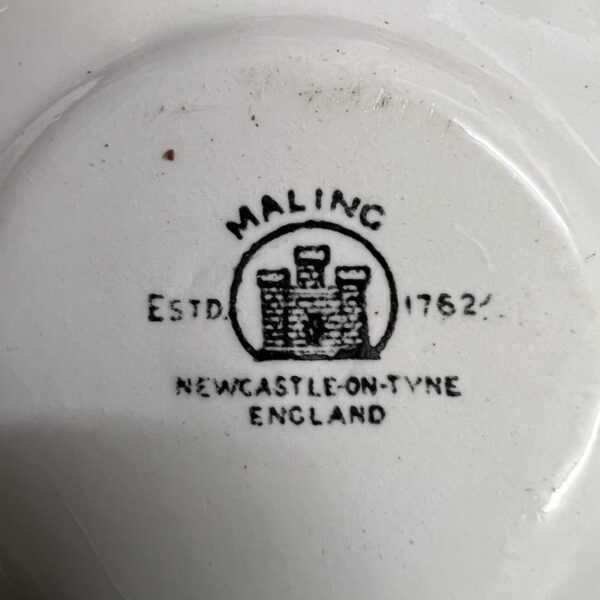 MALING
ESTD. 1762
NEWCASTLE-ON-TYNE
ENGLAND